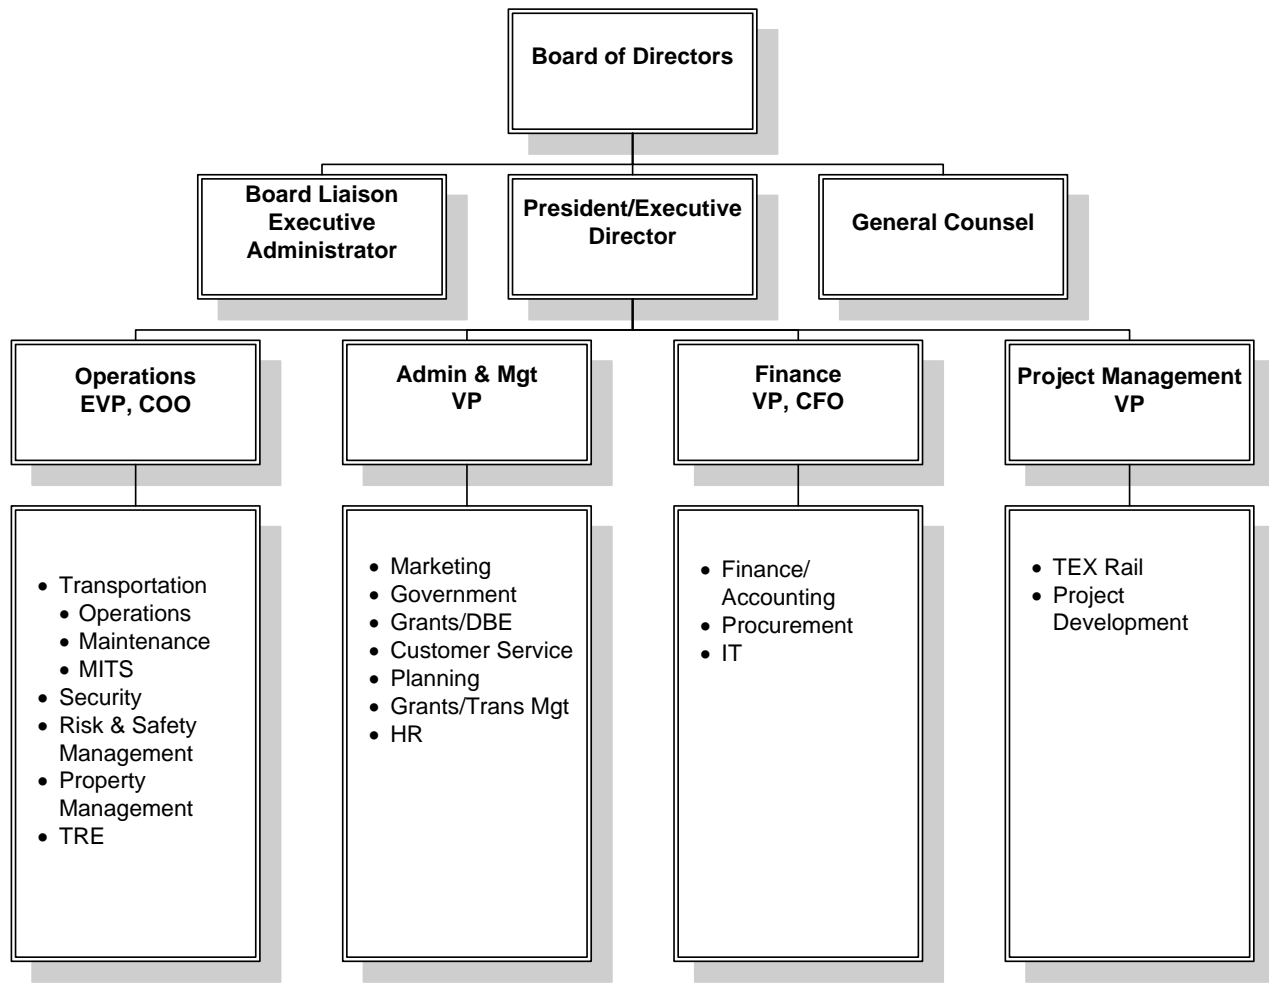 Board of Directors
Board Liaison
Executive
Administrator
President/Executive
Director
General Counsel
Operations
EVP, COO
Admin & Mgt
VP
Finance
VP, CFO
Project Management
VP
• Transportation
• Operations
• Maintenance
• MITS
• Security
• Risk & Safety
Management
• Property
Management
• TRE
• Marketing
• Government
• Grants/DBE
• Customer Service
• Planning
• Grants/Trans Mgt
• HR
• Finance/
Accounting
• Procurement
• IT
• TEX Rail
• Project
Development